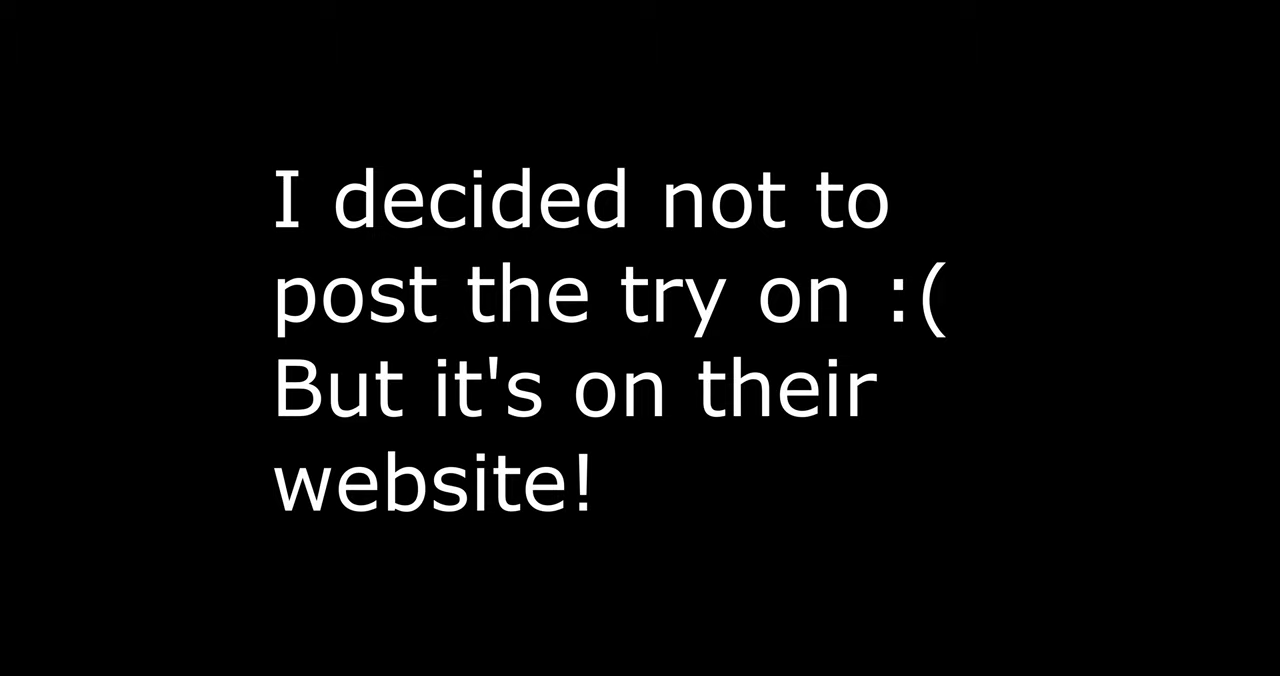 I decided not to
post the try on :(
But it's on their
website!